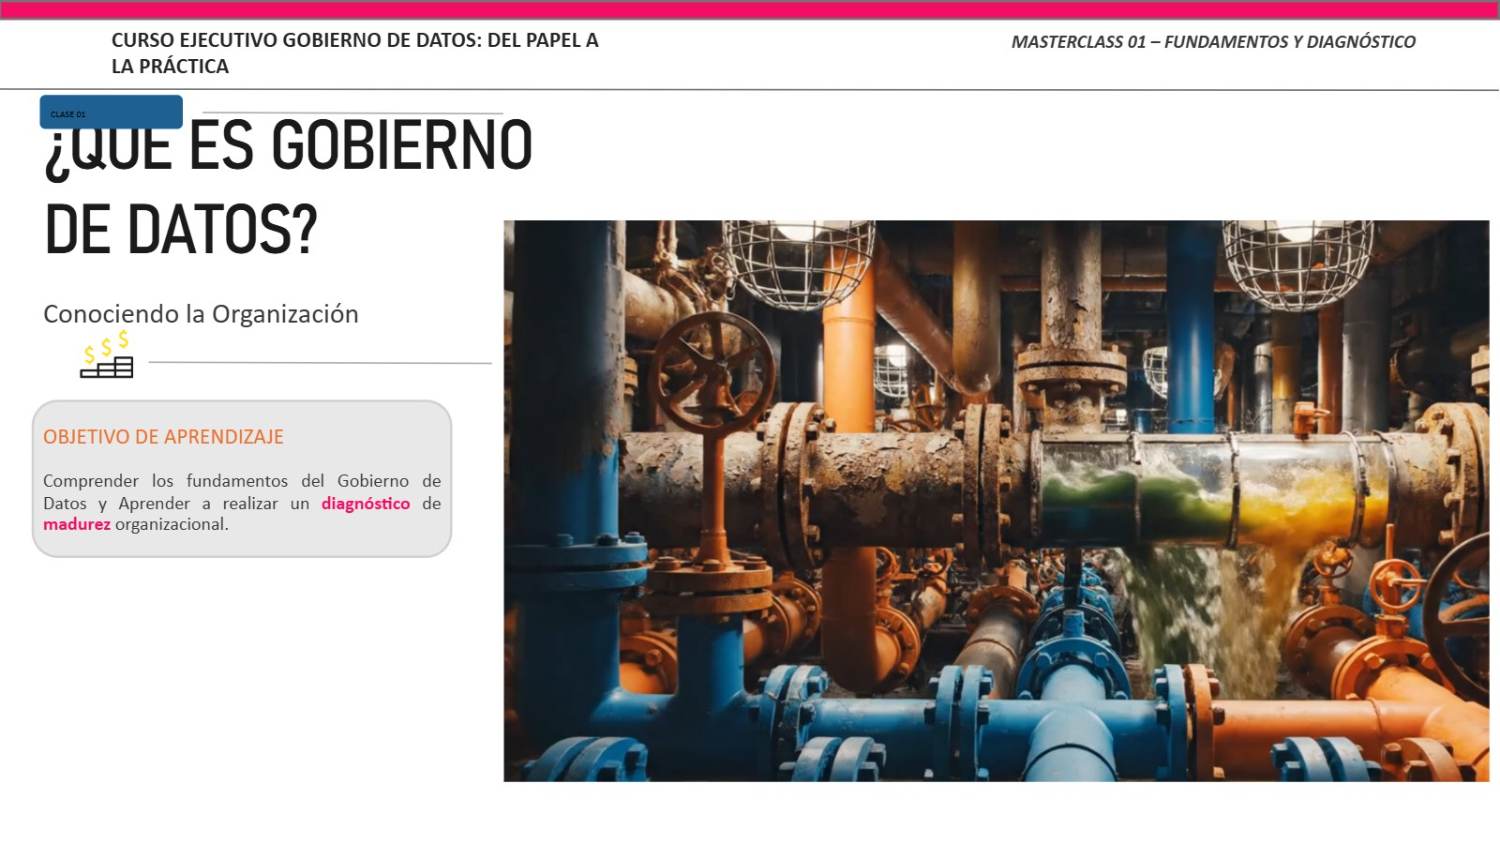 CURSO EJECUTIVO GOBIERNO DE DATOS: DEL PAPEL A
LA PRÁCTICA
MASTERCLASS 01 – FUNDAMENTOS Y DIAGNÓSTICO
CLASE 01
¿QUE ES GOBIERNO
DE DATOS?
Conociendo la Organización
$ $ $
OBJETIVO DE APRENDIZAJE
Comprender los fundamentos del Gobierno de
Datos y Aprender a realizar un diagnóstico de
madurez organizacional.